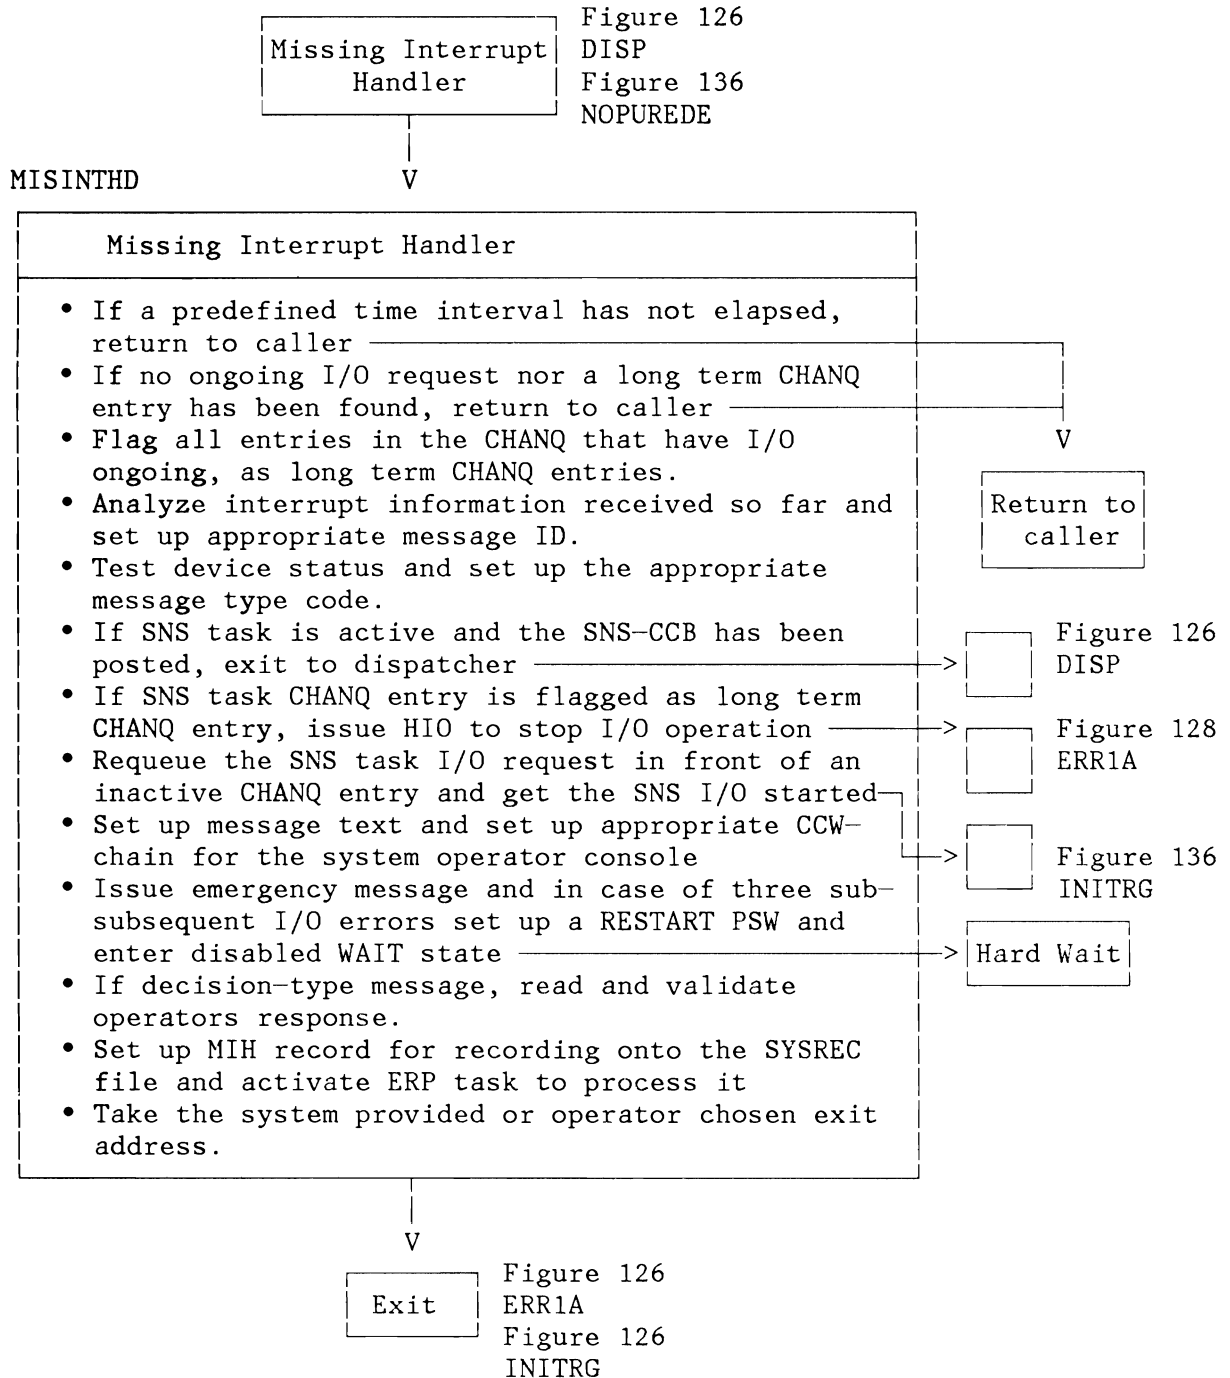 Missing Interrupt
Handler
Figure 126
DISP
Figure 136
NOPUREDE
V
MISINTHD
Missing Interrupt Handler
• If a predefined time interval has not elapsed,
return to caller
• If no ongoing I/O request nor a long term CHANQ
entry has been found, return to caller
• Flag all entries in the CHANQ that have I/O
ongoing, as long term CHANQ entries.
• Analyze interrupt information received so far and
set up appropriate message ID.
• Test device status and set up the appropriate
message type code.
• If SNS task is active and the SNS-CCB has been
posted, exit to dispatcher
• If SNS task CHANQ entry is flagged as long term
CHANQ entry, issue HIO to stop I/O operation
• Requeue the SNS task I/O request in front of an
inactive CHANQ entry and get the SNS I/O started
• Set up message text and set up appropriate CCW-
chain for the system operator console
• Issue emergency message and in case of three sub-
subsequent I/O errors set up a RESTART PSW and
enter disabled WAIT state
• If decision-type message, read and validate
operators response.
• Set up MIH record for recording onto the SYSREC
file and activate ERP task to process it
• Take the system provided or operator chosen exit
address.
V
Return to
caller
>
Figure 126
DISP
>
Figure 128
ERR1A
>
Figure 136
INITRG
>
Hard Wait
V
Exit
Figure 126
ERR1A
Figure 126
INITRG